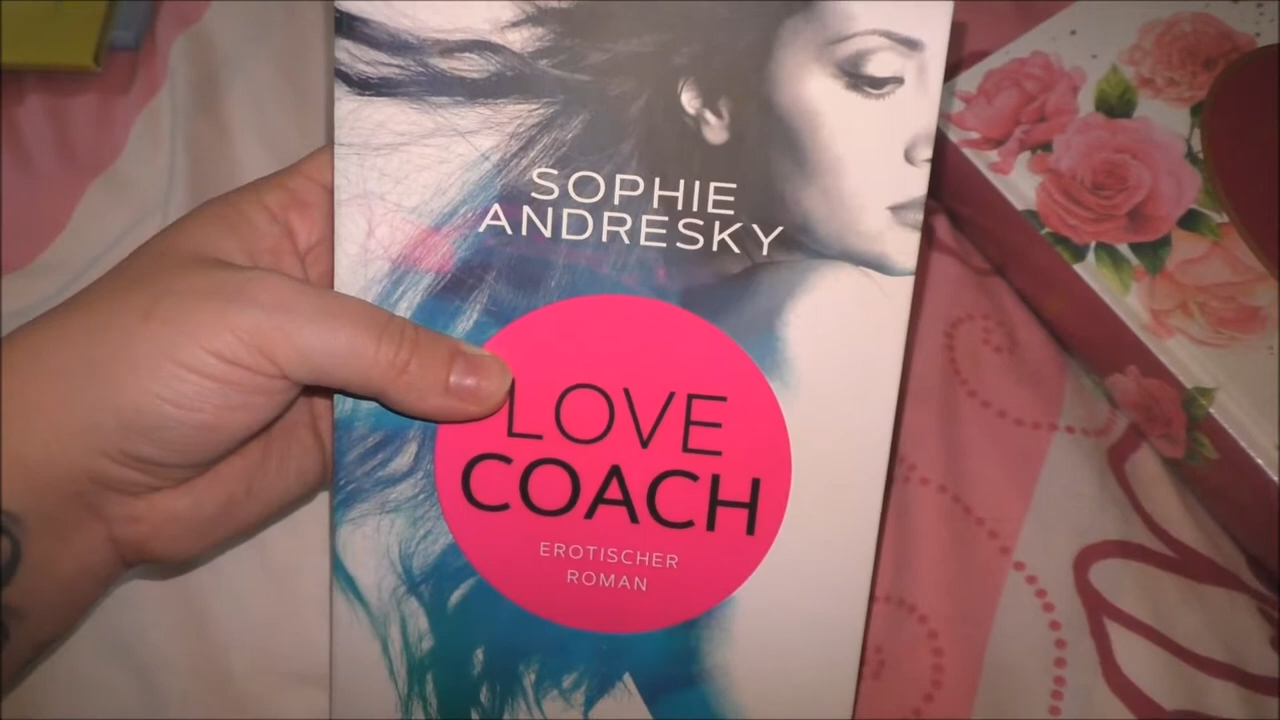 SOPHIE
ANDRESKY
LOVE
COACH
EROTISCHER
ROMAN